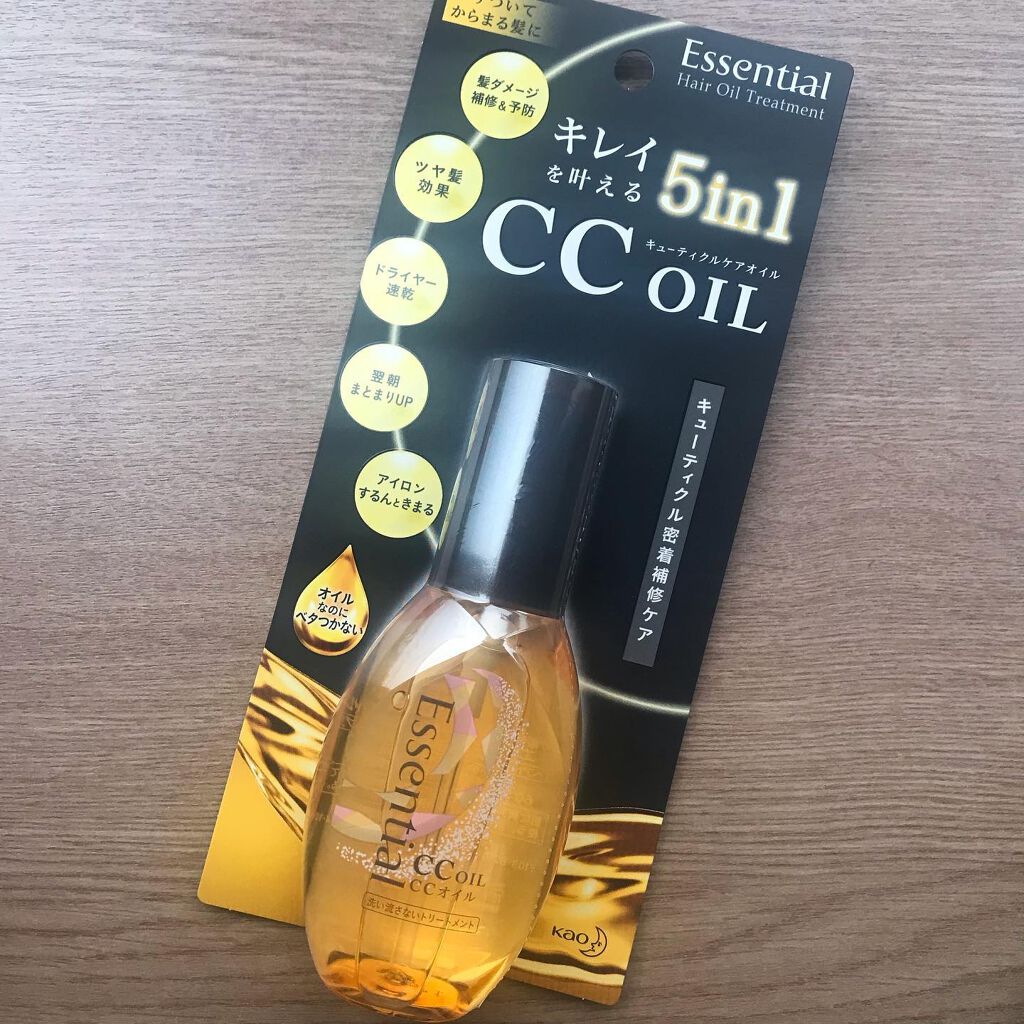 からまる髪に
Essential
Hair Oil Treatment
髪ダメージ
補修&予防
キレイ
を叶える
5in1
ツヤ髪
効果
キューティクルケアオイル
CC OIL
ドライヤー
速乾
翌朝
まとまりUP
アイロン
するんときまる
キューティクル密着補修ケア
オイル
なのに
ベタつかない
Essential
CC OIL
CCオイル
洗い流さないトリートメント
Kao